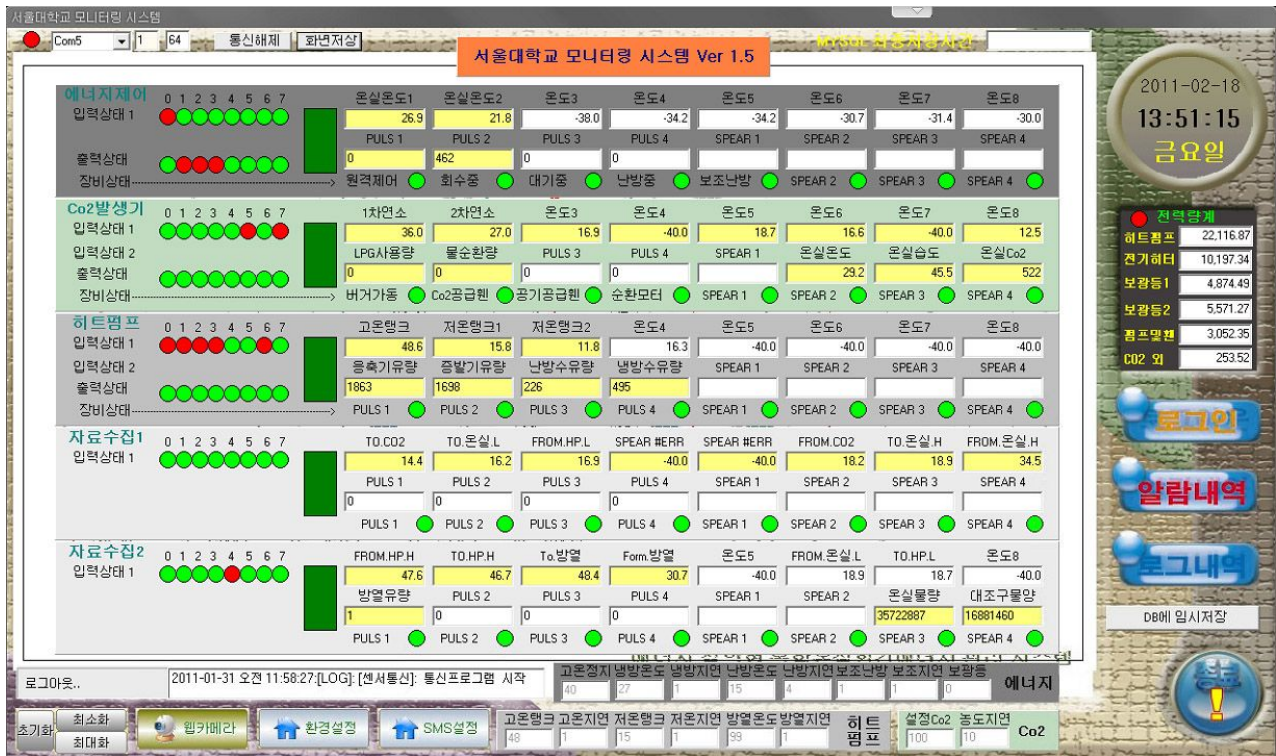 서울대학교 모니터링 시스템
Com5 1 64 통신해제 화면저장 MYSQL 최종저장시간
서울대학교 모니터링 시스템 Ver 1.5
2011-02-18
13:51:15
금요일
에너지제어 0 1 2 3 4 5 6 7 온실온도1 온실온도2 온도3 온도4 온도5 온도6 온도7 온도8
입력상태 1 26.9 21.8 -38.0 -34.2 -34.2 -30.7 -31.4 -30.0
PULS 1 PULS 2 PULS 3 PULS 4 SPEAR 1 SPEAR 2 SPEAR 3 SPEAR 4
출력상태 0 462 0 0
장비상태 원격제어 회수중 대기중 난방중 보조난방 SPEAR 2 SPEAR 3 SPEAR 4
Co2발생기 0 1 2 3 4 5 6 7 1차연소 2차연소 온도3 온도4 온도5 온도6 온도7 온도8
입력상태 1 36.0 27.0 16.9 -40.0 18.7 16.6 -40.0 12.5
입력상태 2 LPG사용량 물순환량 PULS 3 PULS 4 SPEAR 1 온실온도 온실습도 온실Co2
출력상태 0 0 0 0 29.2 45.5 522
장비상태 버거가동 Co2공급휀 공기공급휀 순환모터 SPEAR 1 SPEAR 2 SPEAR 3 SPEAR 4
히트펌프 0 1 2 3 4 5 6 7 고온탱크 저온탱크1 저온탱크2 온도4 온도5 온도6 온도7 온도8
입력상태 1 48.6 15.8 11.8 16.3 -40.0 -40.0 -40.0 -40.0
입력상태 2 응축기유량 증발기유량 난방수유량 냉방수유량 SPEAR 1 SPEAR 2 SPEAR 3 SPEAR 4
출력상태 1863 1698 226 495
장비상태 PULS 1 PULS 2 PULS 3 PULS 4 SPEAR 1 SPEAR 2 SPEAR 3 SPEAR 4
자료수집1 0 1 2 3 4 5 6 7 TO.CO2 TO.온실.L FROM.HP.L SPEAR #ERR SPEAR #ERR FROM.CO2 TO.온실.H FROM.온실.H
입력상태 1 14.4 16.2 16.9 -40.0 -40.0 18.2 18.9 34.5
PULS 1 PULS 2 PULS 3 PULS 4 SPEAR 1 SPEAR 2 SPEAR 3 SPEAR 4
0 0 0 0
PULS 1 PULS 2 PULS 3 PULS 4 SPEAR 1 SPEAR 2 SPEAR 3 SPEAR 4
자료수집2 0 1 2 3 4 5 6 7 FROM.HP.H TO.HP.H To.방열 Form.방열 온도5 FROM.온실.L TO.HP.L 온도8
입력상태 1 47.6 46.7 48.4 30.7 -40.0 18.9 18.7 -40.0
방열유량 PULS 2 PULS 3 PULS 4 SPEAR 1 SPEAR 2 온실물량 대조구물양
1 0 0 0 35722887 16881460
PULS 1 PULS 2 PULS 3 PULS 4 SPEAR 1 SPEAR 2 SPEAR 3 SPEAR 4
전력량계
히트펌프 22,116.87
전기히터 10,197.34
보광등1 4,874.49
보광등2 5,571.27
펌프및휀 3,052.35
CO2 외 253.52
로그인
알람내역
로그내역
DB에 임시저장
종료
로그아웃.. 2011-01-31 오전 11:58:27:[LOG]: [센서통신]: 통신프로그램 시작
고온정지 냉방온도 냉방지연 난방온도 난방지연 보조난방 보조지연 보광등 에너지
40 27 1 15 4 1 1 0
초기화 최소화 최대화 웹카메라 환경설정 SMS설정
고온탱크 고온지연 저온탱크 저온지연 방열온도 방열지연 히트펌프
48 1 15 1 99 1
설정Co2 농도지연 Co2
100 10